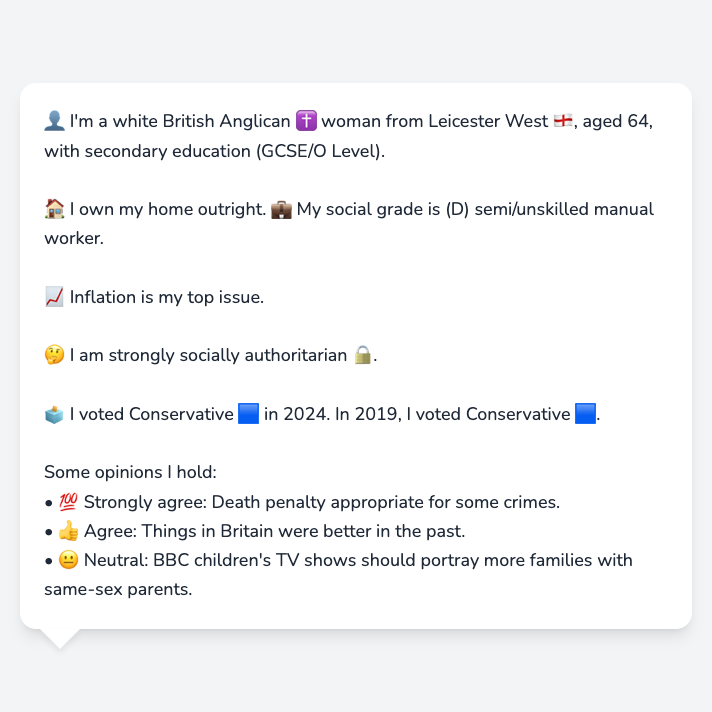 👤 I'm a white British Anglican ✝️ woman from Leicester West 🏴󠁧󠁢󠁥󠁮󠁧󠁿, aged 64,
with secondary education (GCSE/O Level).
🏠 I own my home outright. 💼 My social grade is (D) semi/unskilled manual
worker.
📈 Inflation is my top issue.
🤔 I am strongly socially authoritarian 🔒.
🗳️ I voted Conservative 🟦 in 2024. In 2019, I voted Conservative 🟦.
Some opinions I hold:
• 💯 Strongly agree: Death penalty appropriate for some crimes.
• 👍 Agree: Things in Britain were better in the past.
• 😐 Neutral: BBC children's TV shows should portray more families with
same-sex parents.